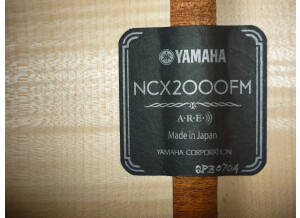 YAMAHA
NCX2000FM
A·R·E
Made in Japan
YAMAHA CORPORATION